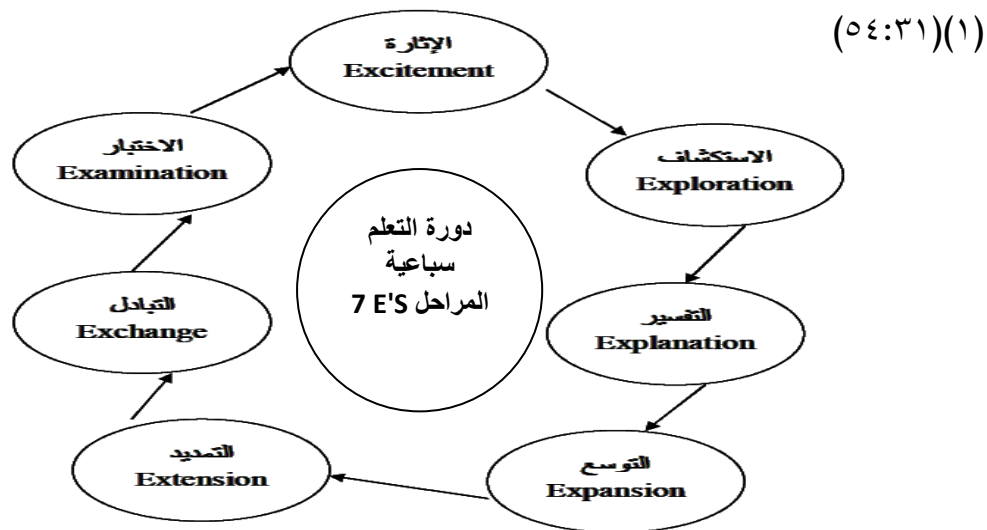 (٥٤:٣١)(١)
الإثارة
Excitement
الاستكشاف
Exploration
التفسير
Explanation
التوسع
Expansion
التمديد
Extension
التبادل
Exchange
الاختبار
Examination
دورة التعلم
سباعية
المراحل 7 E'S